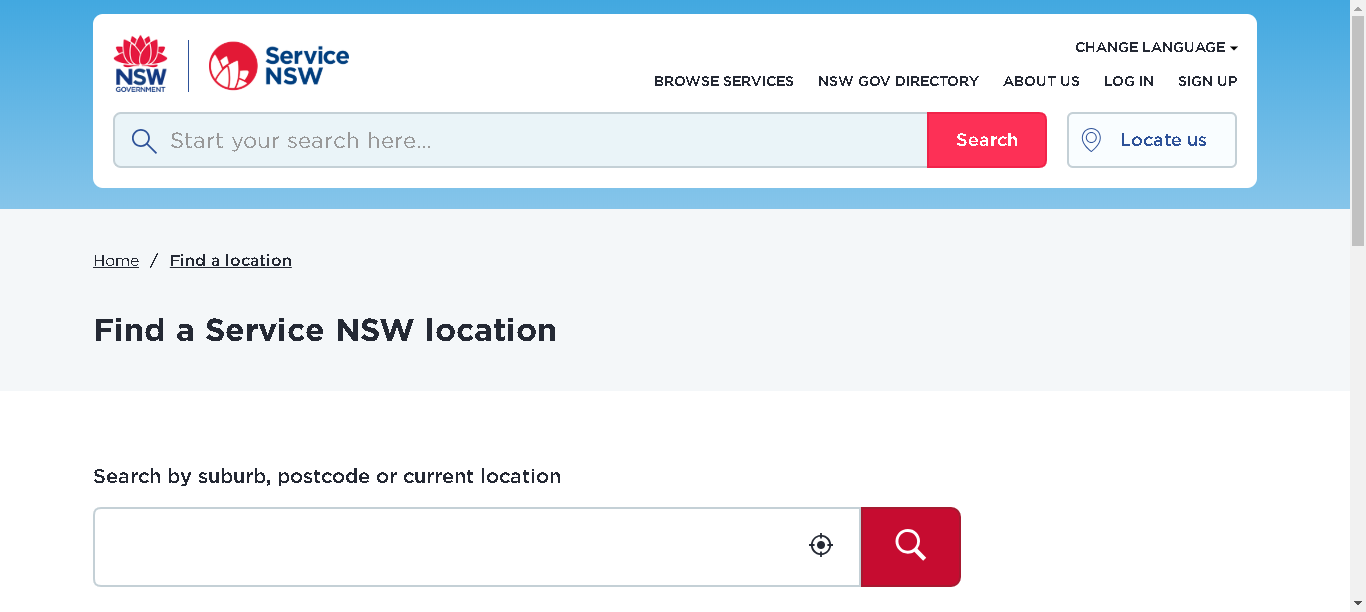 CHANGE LANGUAGE
NSW
GOVERNMENT
Service
NSW
BROWSE SERVICES NSW GOV DIRECTORY ABOUT US LOG IN SIGN UP
Start your search here... Search Locate us
Home / Find a location
Find a Service NSW location
Search by suburb, postcode or current location